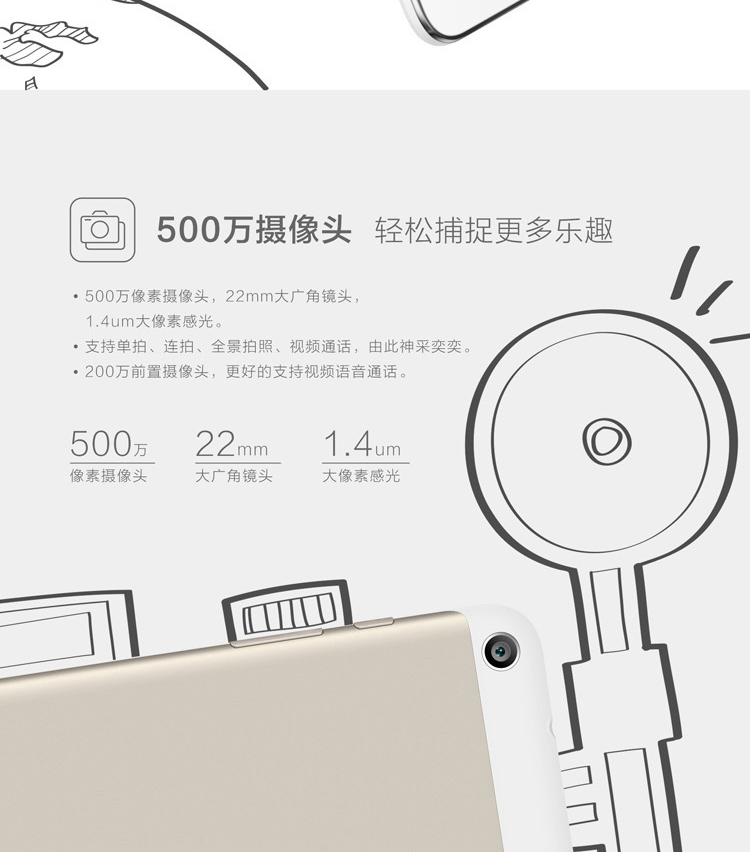 500万摄像头 轻松捕捉更多乐趣
• 500万像素摄像头，22mm大广角镜头，
1.4um大像素感光。
• 支持单拍、连拍、全景拍照、视频通话，由此神采奕奕。
• 200万前置摄像头，更好的支持视频语音通话。
500万 22mm 1.4um
像素摄像头 大广角镜头 大像素感光